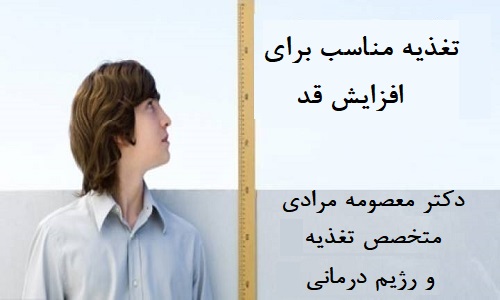 تغذیه مناسب برای
افزایش قد
دکتر معصومه مرادی
متخصص تغذیه
و رژیم درمانی